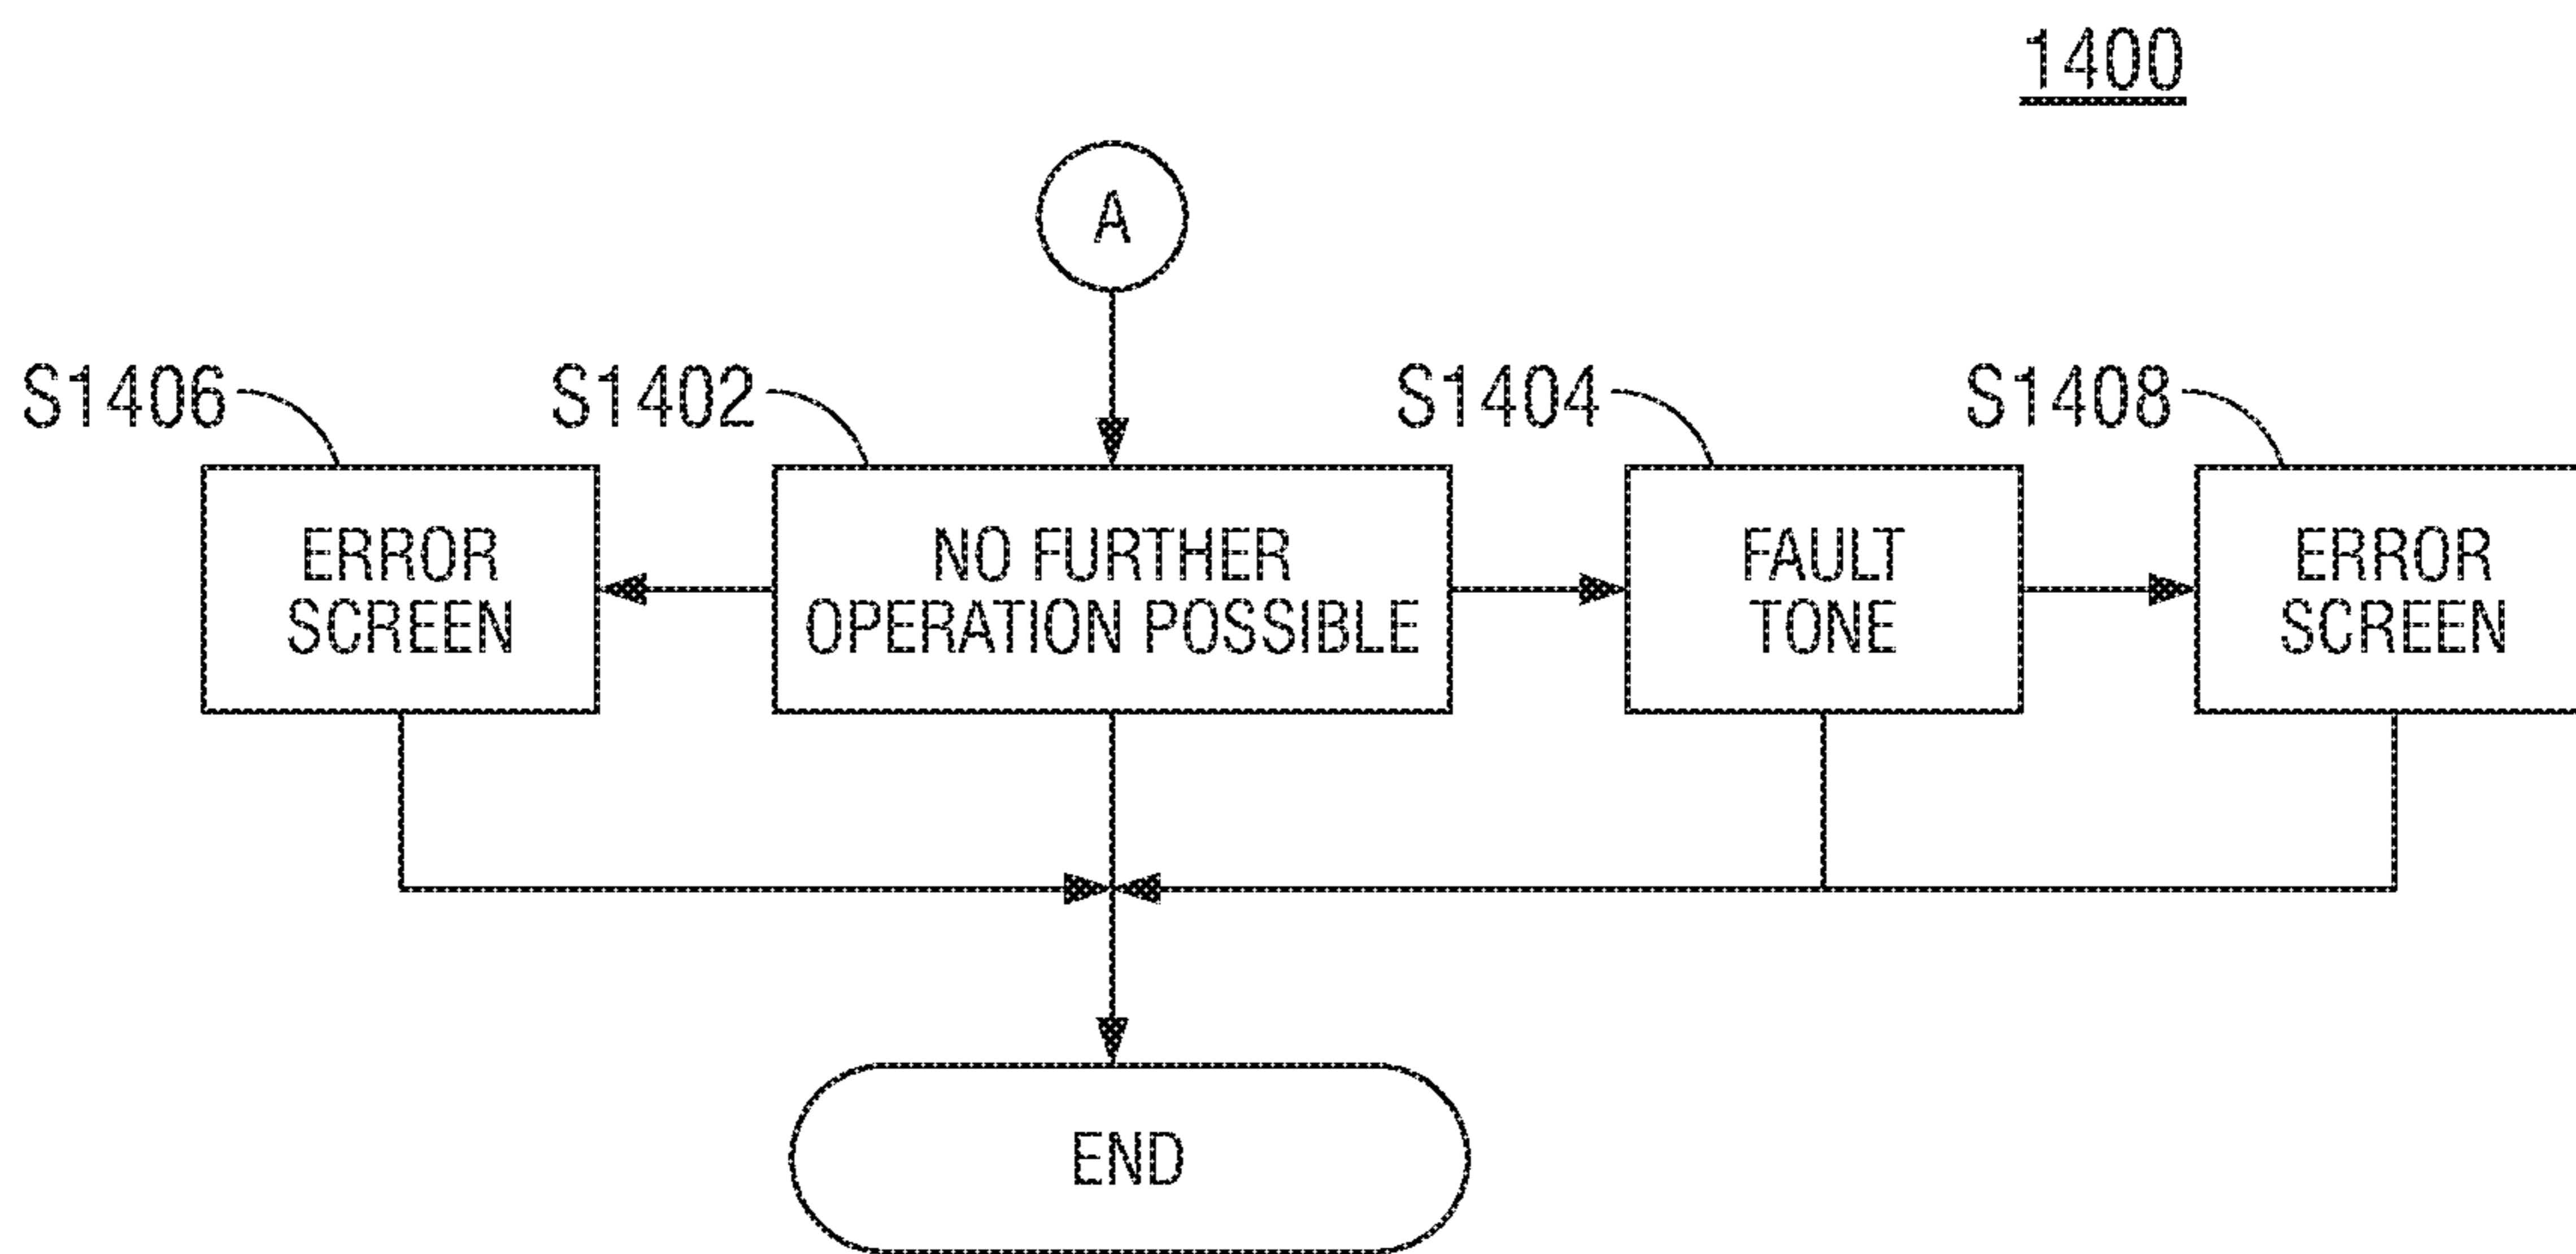 1400
A
S1406
S1402
S1404
S1408
ERROR
SCREEN
NO FURTHER
OPERATION POSSIBLE
FAULT
TONE
ERROR
SCREEN
END